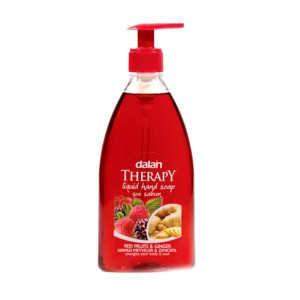 dalan
THERAPY
liquid hand soap
sıvı sabun
RED FRUITS & GINGER
KIRMIZI MEYVELER & ZENCEFİL
energize your body & soul